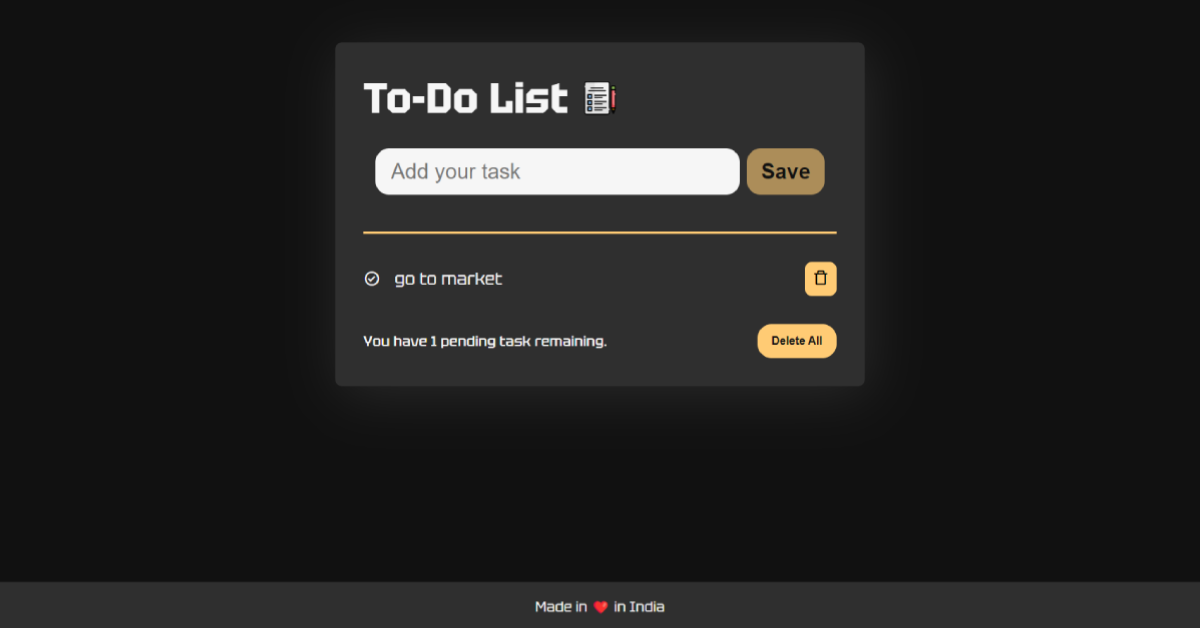 To-Do List
Add your task
Save
go to market
You have 1 pending task remaining.
Delete All
Made in ❤️ in India